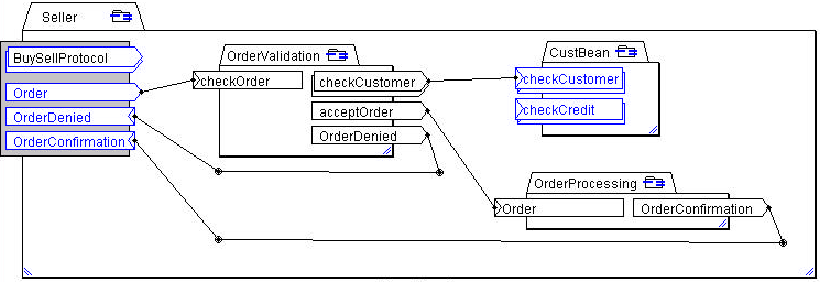 Seller
BuySellProtocol
Order
OrderDenied
OrderConfirmation
OrderValidation
checkOrder
checkCustomer
acceptOrder
OrderDenied
CustBean
checkCustomer
checkCredit
OrderProcessing
Order
OrderConfirmation